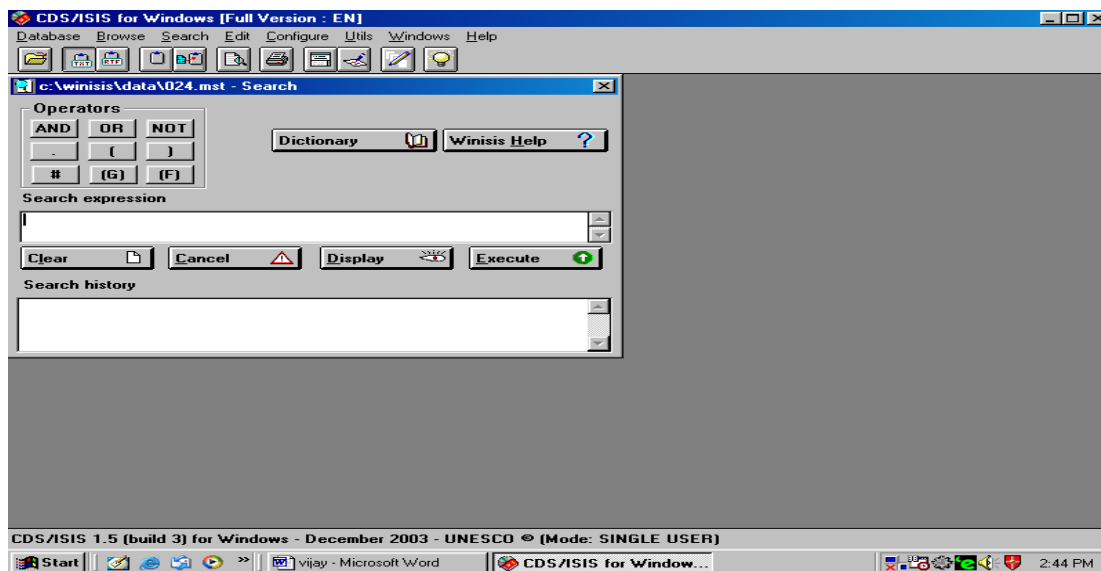 CDS/ISIS for Windows [Full Version : EN]
Database Browse Search Edit Configure Utils Windows Help
TXT RTF
c:\winisis\data\024.mst - Search
Operators
AND OR NOT
. ( )
# (G) (F)
Dictionary Winisis Help ?
Search expression
Clear Cancel Display Execute
Search history
CDS/ISIS 1.5 (build 3) for Windows - December 2003 - UNESCO © (Mode: SINGLE USER)
Start » vijay - Microsoft Word CDS/ISIS for Window... 2:44 PM